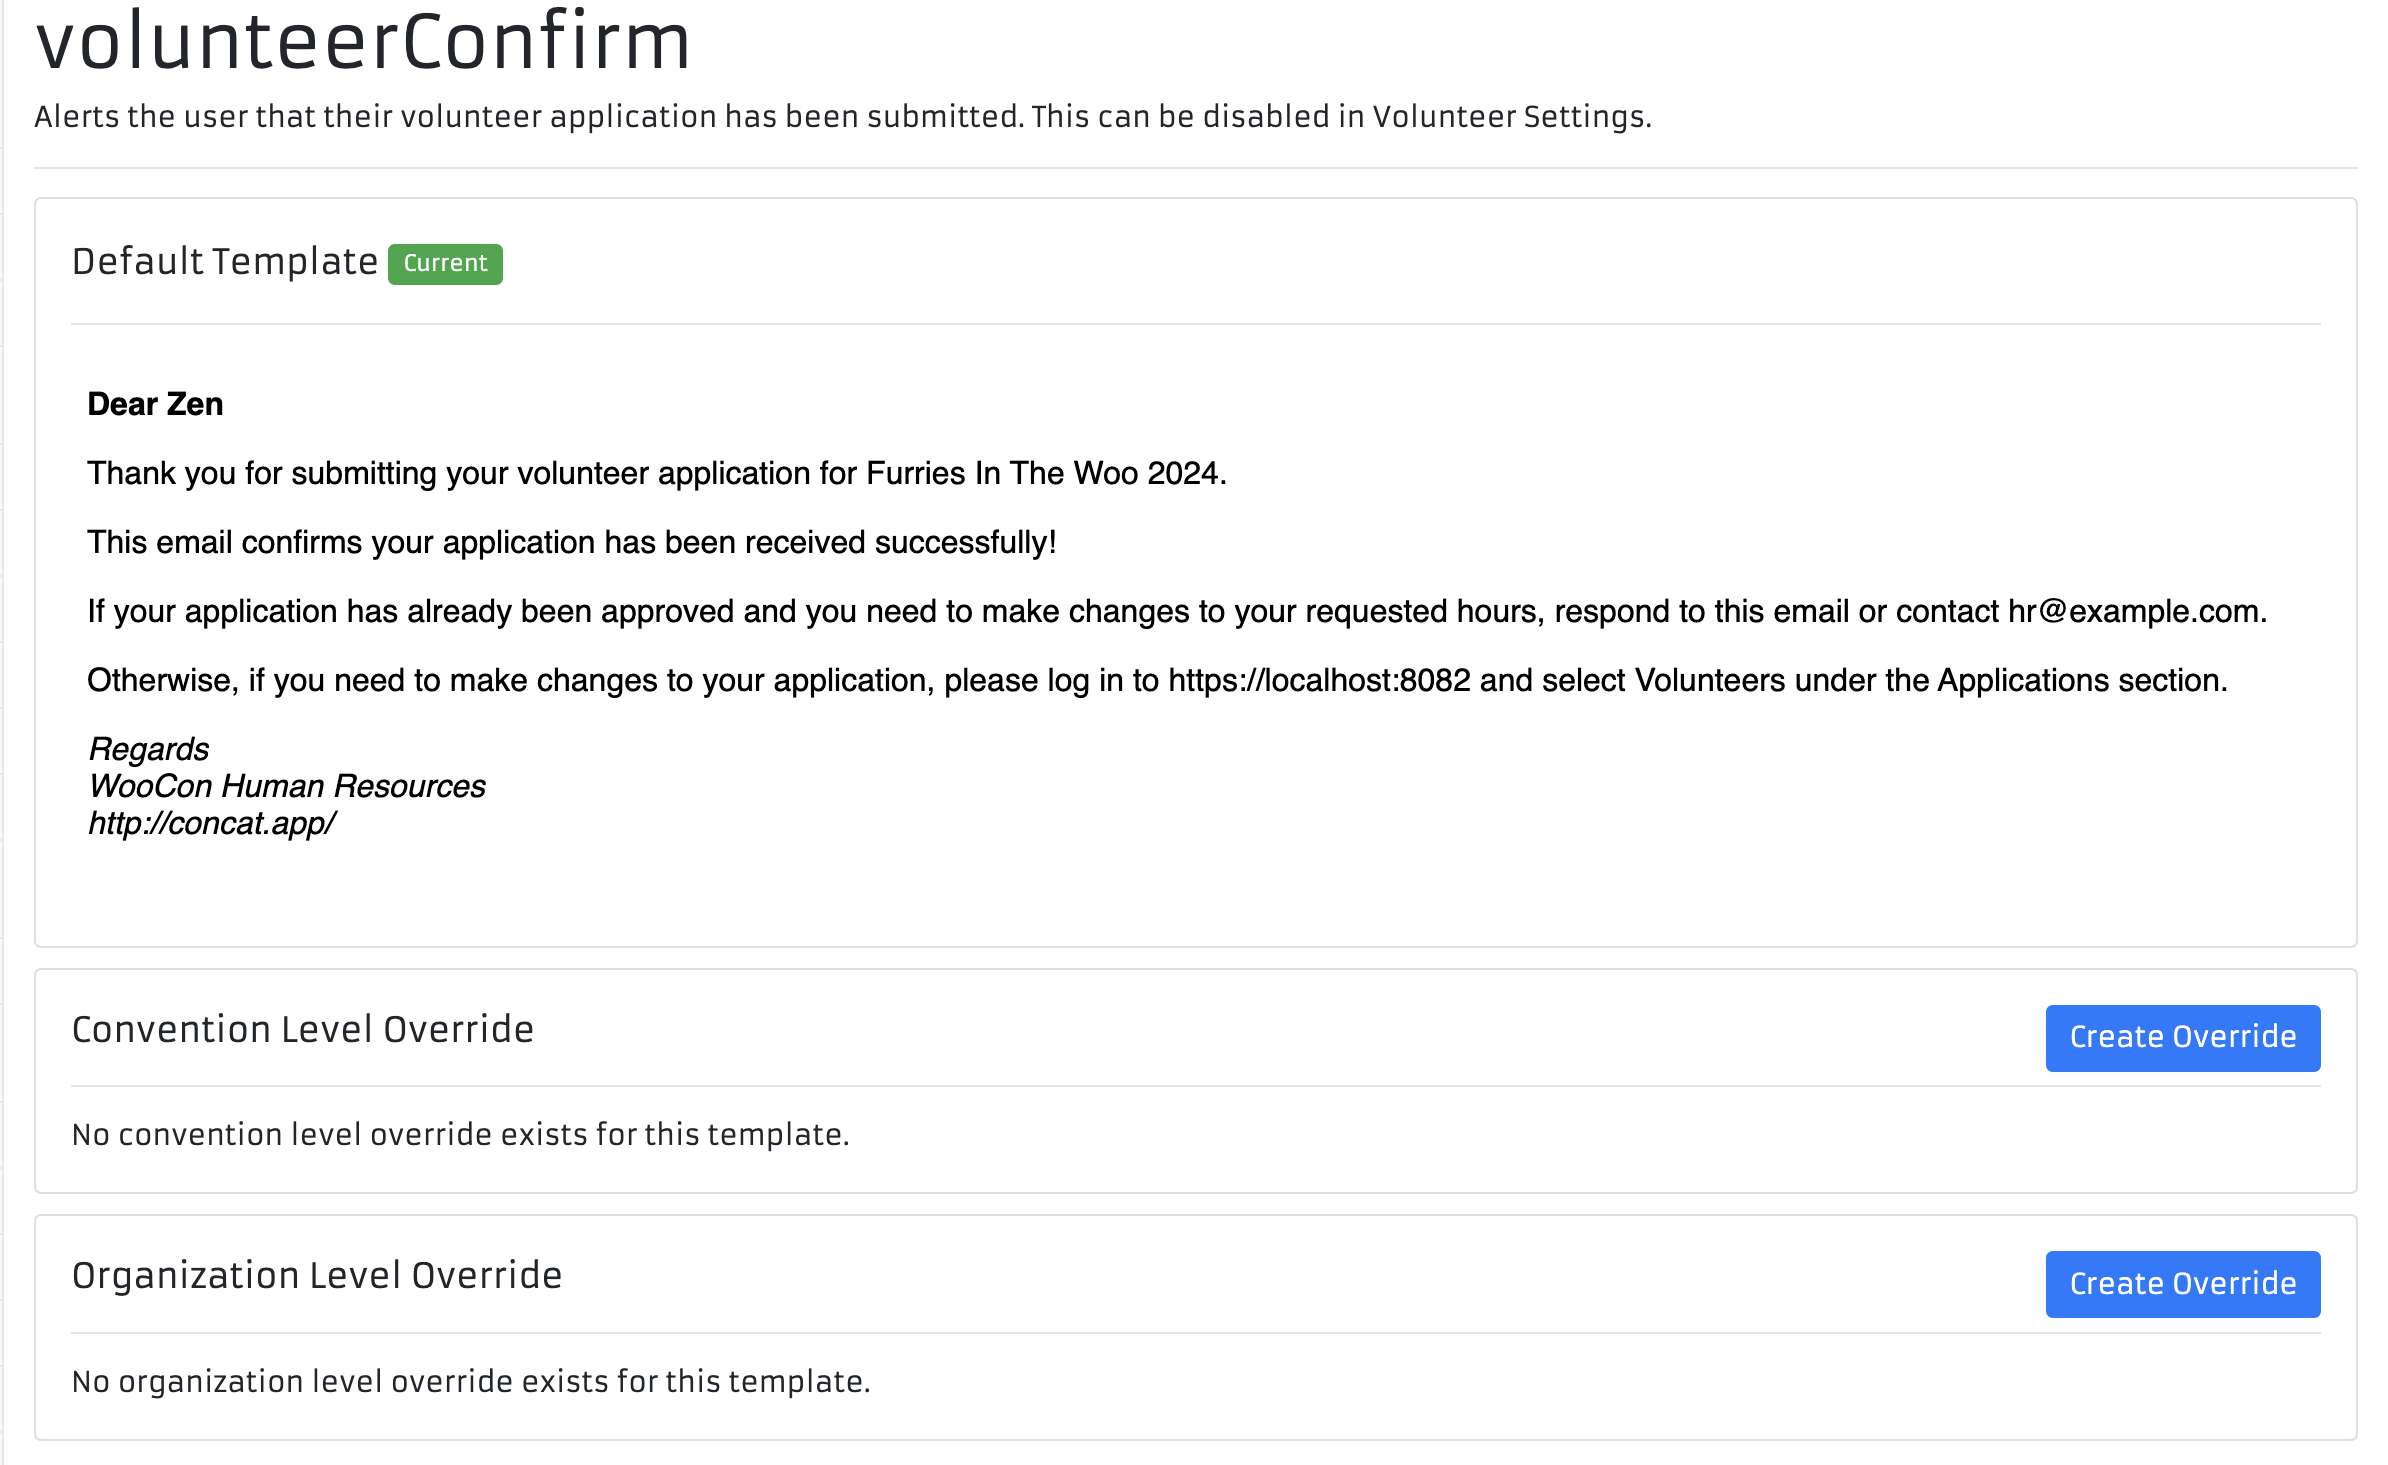 volunteerConfirm
Alerts the user that their volunteer application has been submitted. This can be disabled in Volunteer Settings.
Default Template Current
Dear Zen
Thank you for submitting your volunteer application for Furries In The Woo 2024.
This email confirms your application has been received successfully!
If your application has already been approved and you need to make changes to your requested hours, respond to this email or contact hr@example.com.
Otherwise, if you need to make changes to your application, please log in to https://localhost:8082 and select Volunteers under the Applications section.
Regards
WooCon Human Resources
http://concat.app/
Convention Level Override
Create Override
No convention level override exists for this template.
Organization Level Override
Create Override
No organization level override exists for this template.